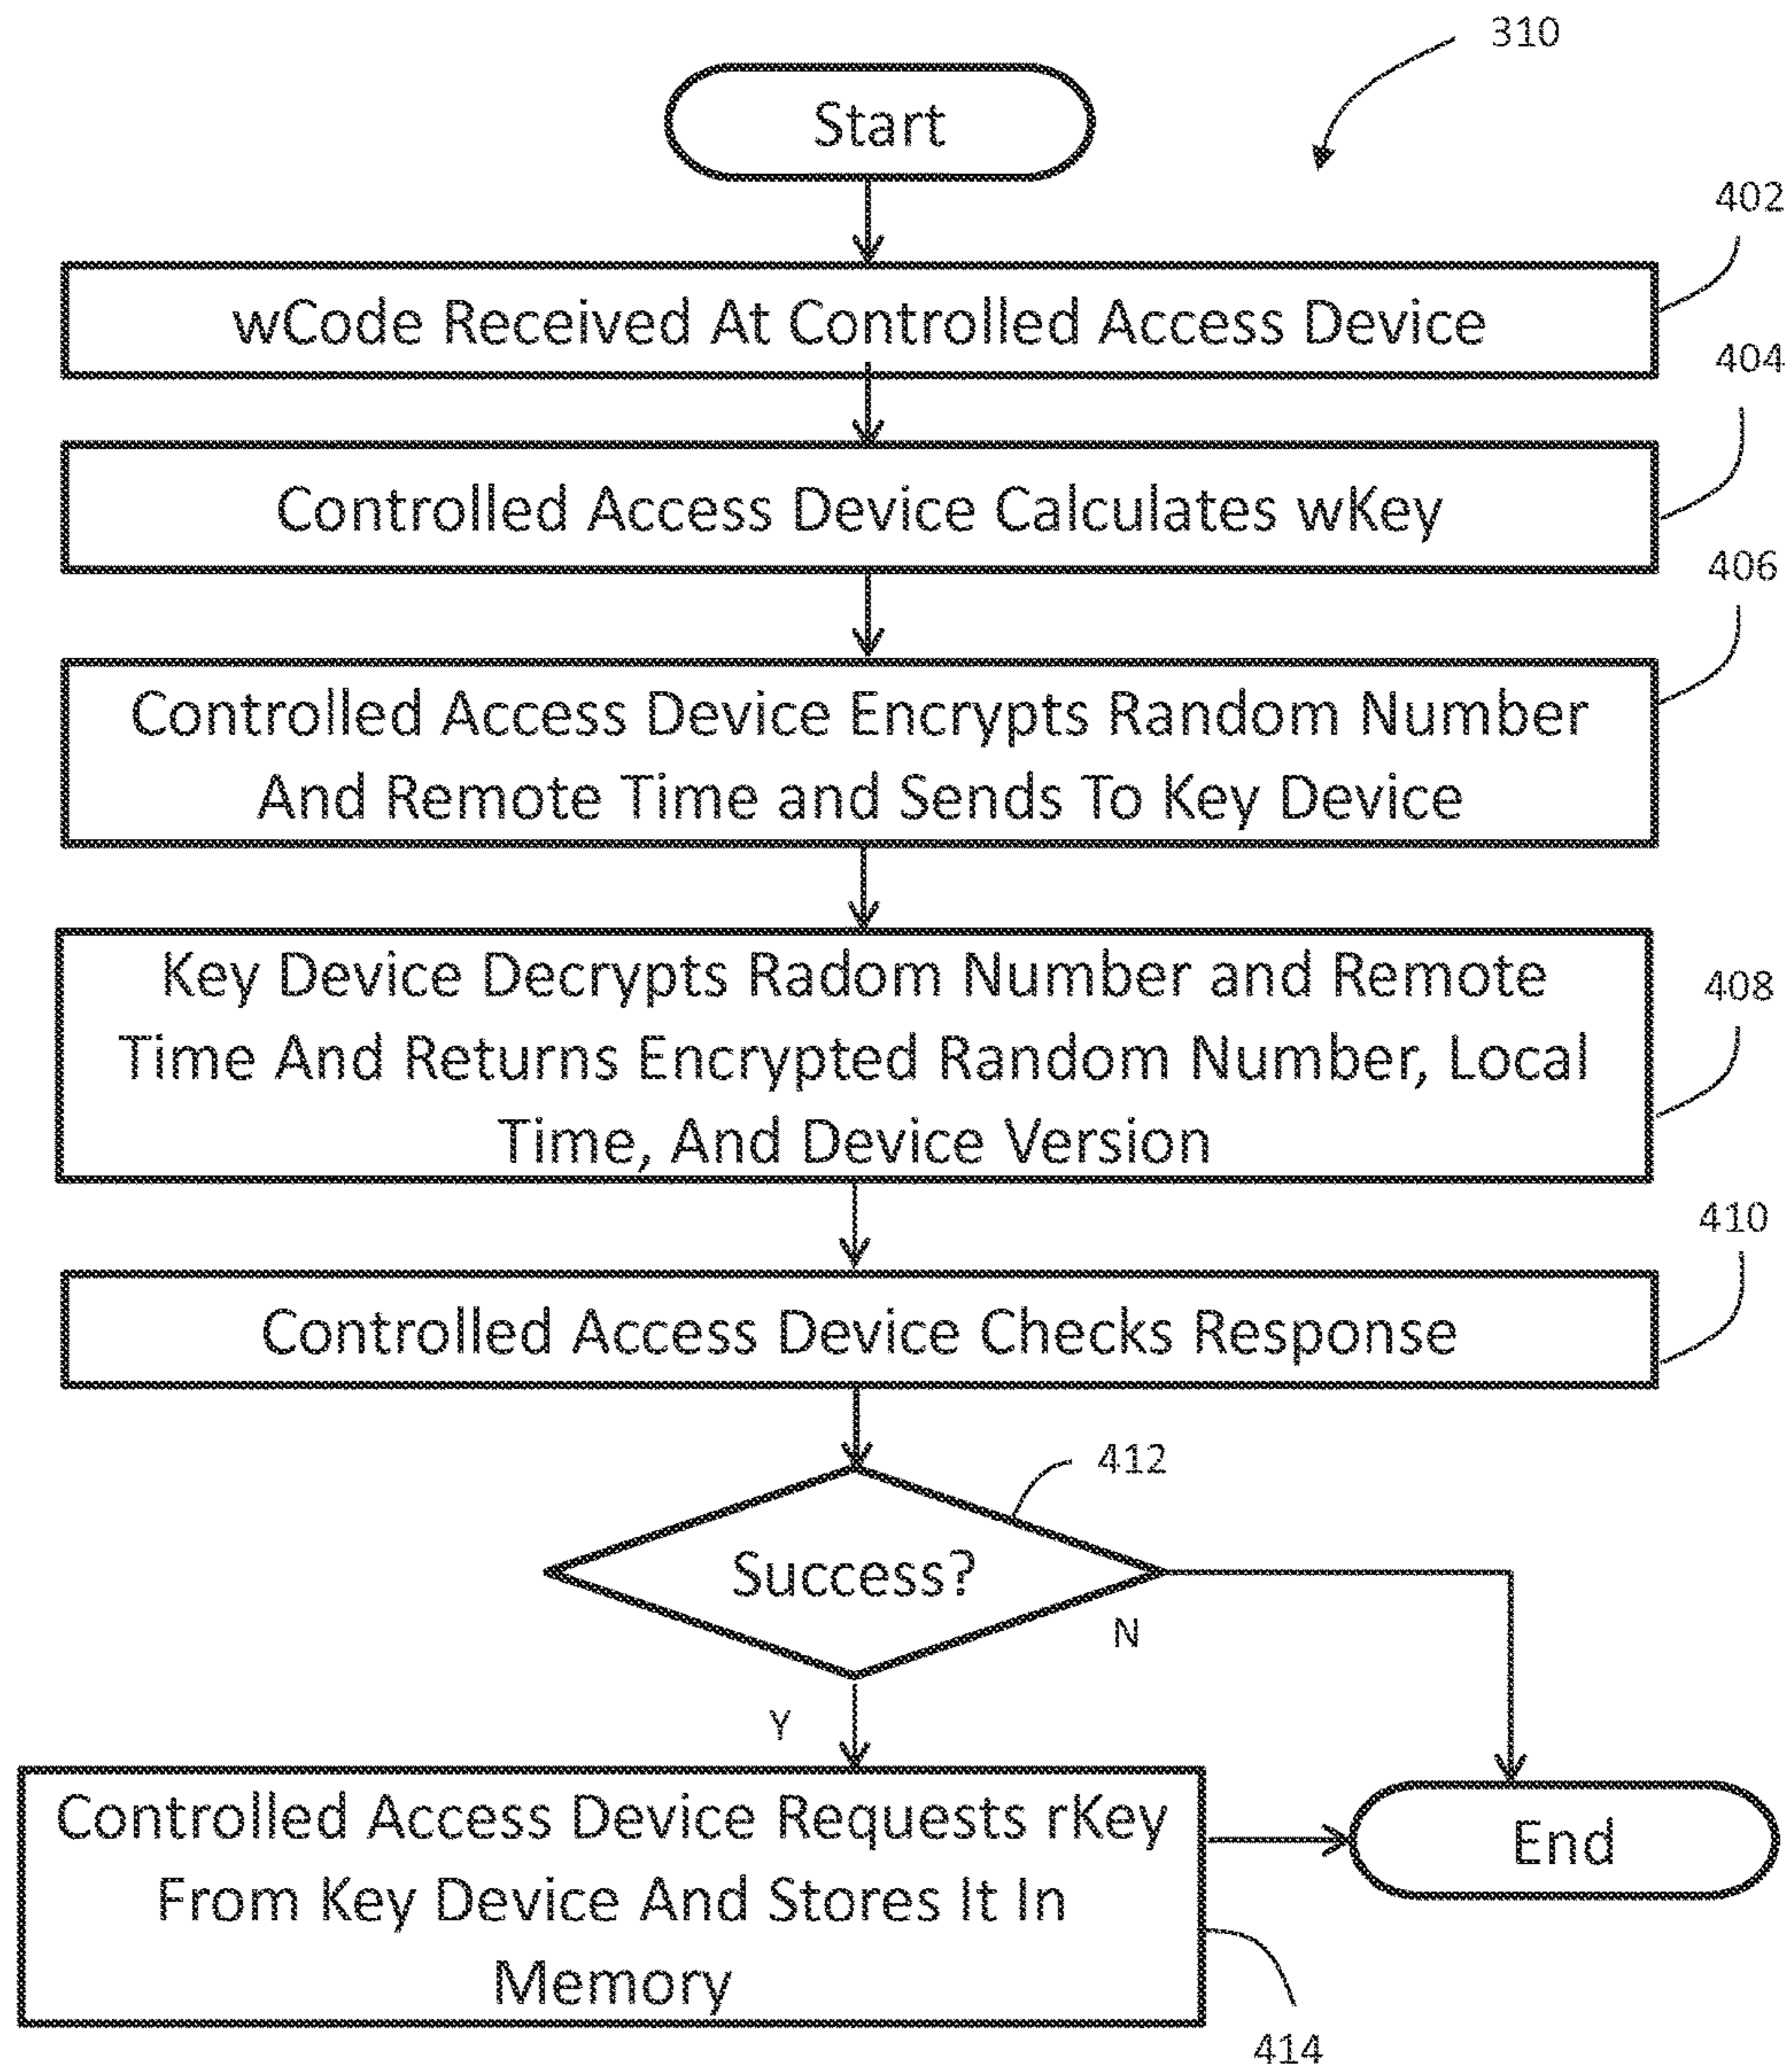 310
Start
402
wCode Received At Controlled Access Device
404
Controlled Access Device Calculates wKey
406
Controlled Access Device Encrypts Random Number
And Remote Time and Sends To Key Device
Key Device Decrypts Radom Number and Remote
408
Time And Returns Encrypted Random Number, Local
Time, And Device Version
410
Controlled Access Device Checks Response
412
Success?
N
Y
Controlled Access Device Requests rKey
From Key Device And Stores It In
Memory
End
414